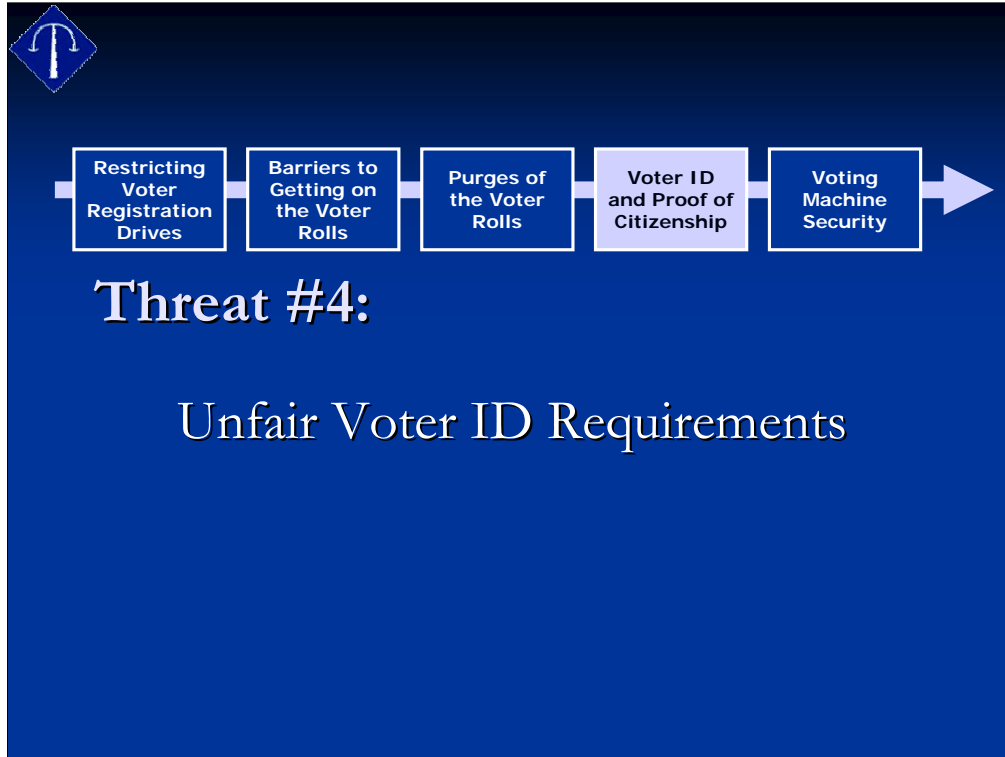 Restricting
Voter
Registration
Drives
Barriers to
Getting on
the Voter
Rolls
Purges of
the Voter
Rolls
Voter ID
and Proof of
Citizenship
Voting
Machine
Security
Threat #4:
Unfair Voter ID Requirements